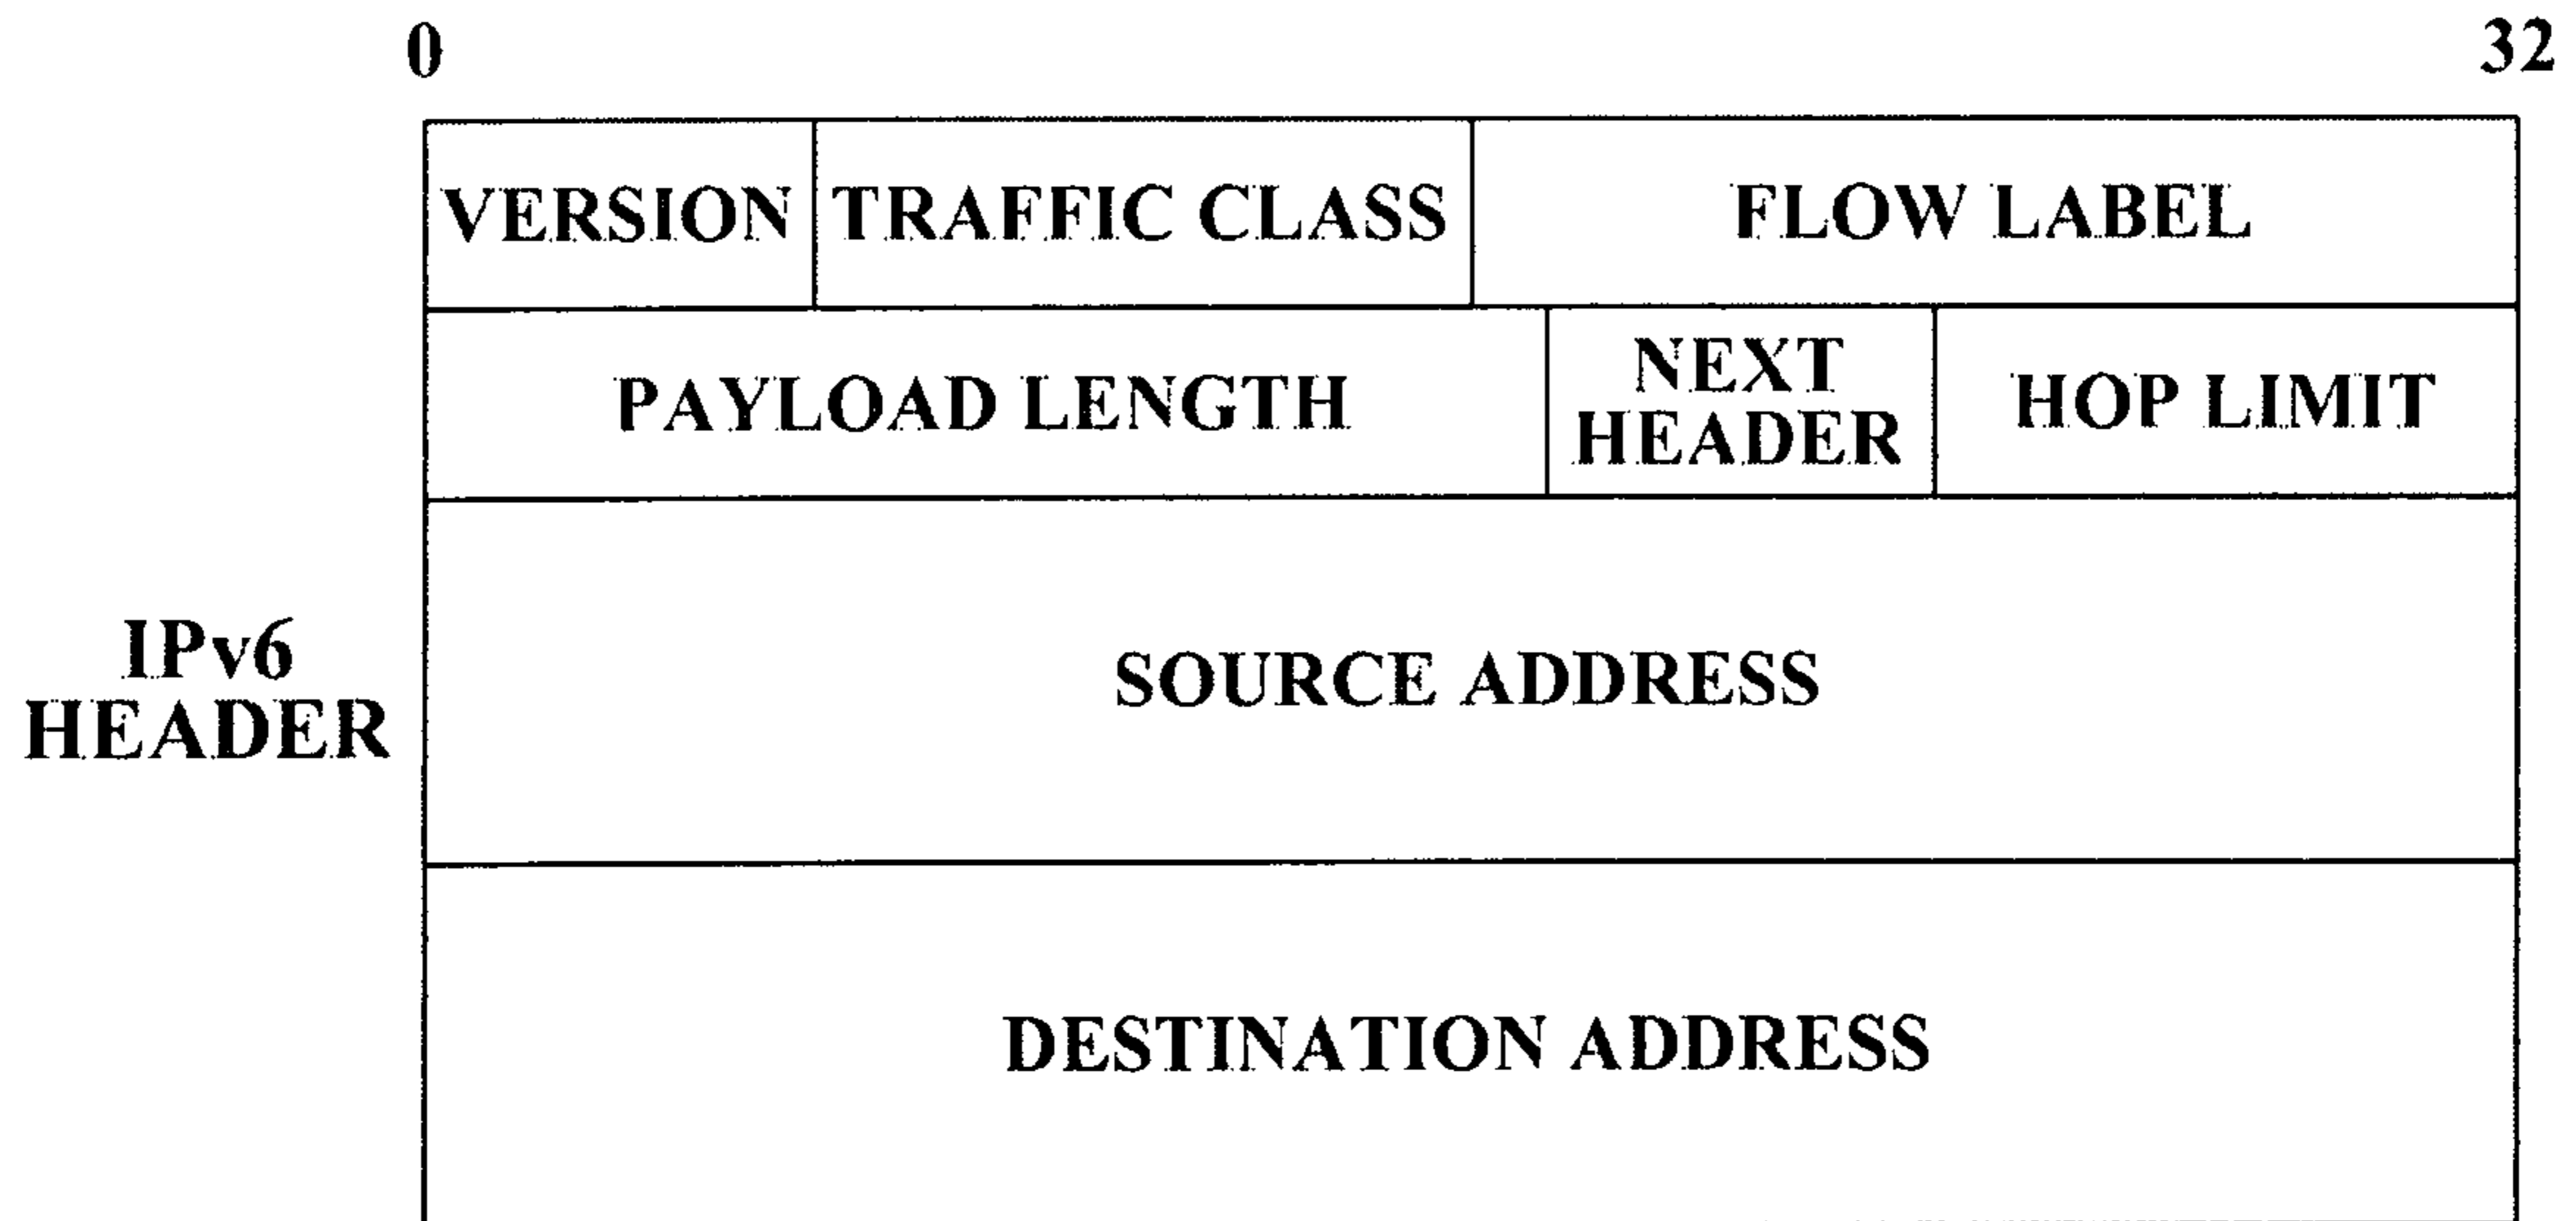 0
32
VERSION
TRAFFIC CLASS
FLOW LABEL
PAYLOAD LENGTH
NEXT
HEADER
HOP LIMIT
SOURCE ADDRESS
IPv6
HEADER
DESTINATION ADDRESS